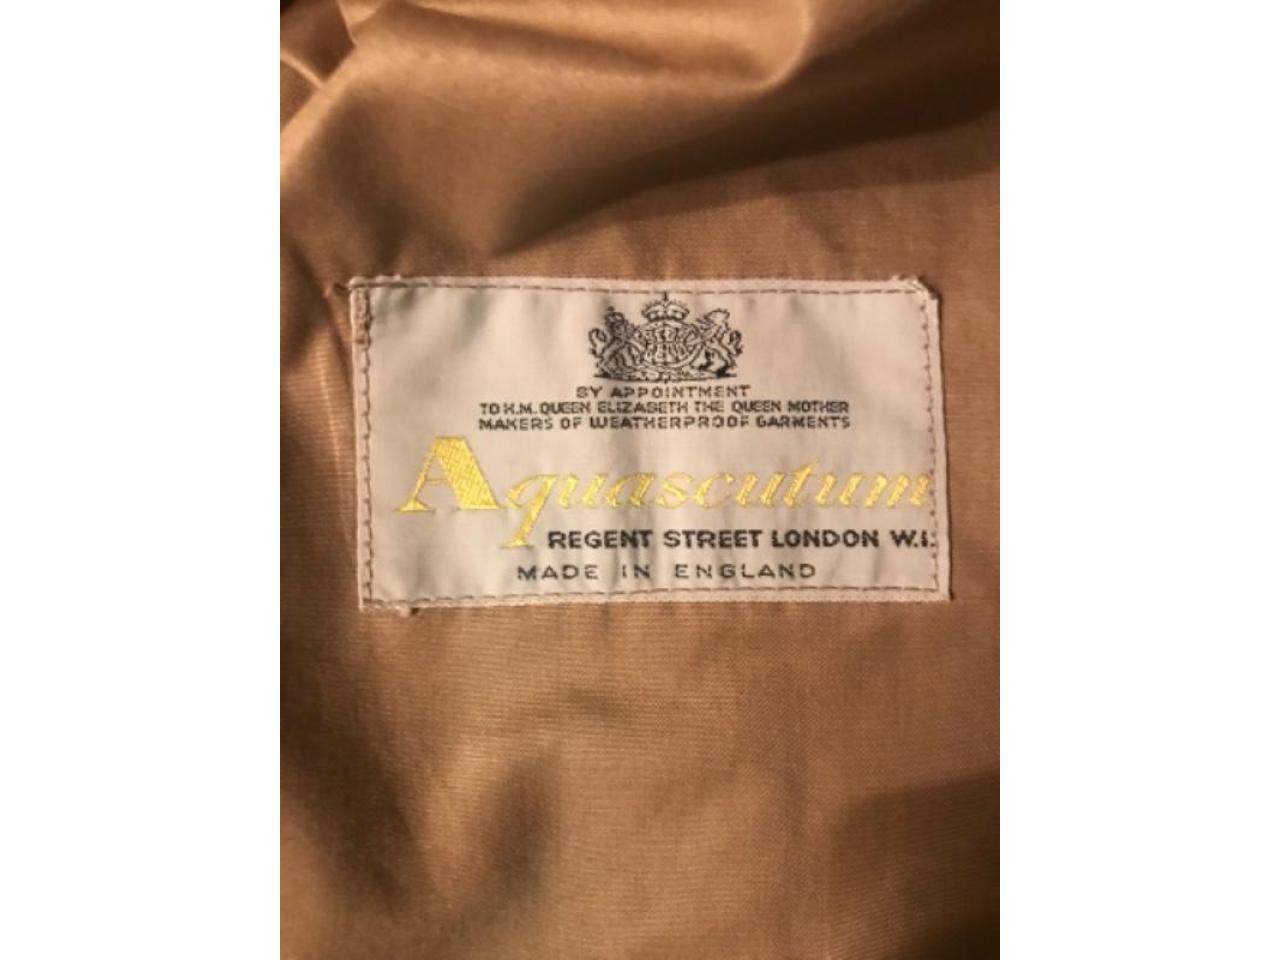 BY APPOINTMENT
TO H.M. QUEEN ELIZABETH THE QUEEN MOTHER
MAKERS OF WEATHERPROOF GARMENTS
Aquascutum
REGENT STREET LONDON W.1.
MADE IN ENGLAND